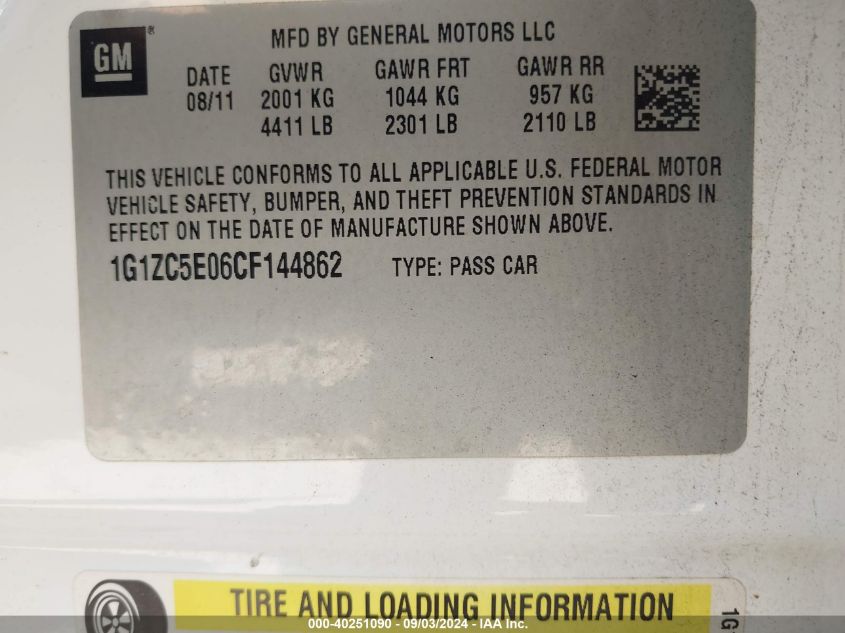 GM®
MFD BY GENERAL MOTORS LLC
DATE GVWR GAWR FRT GAWR RR
08/11 2001 KG 1044 KG 957 KG
4411 LB 2301 LB 2110 LB
THIS VEHICLE CONFORMS TO ALL APPLICABLE U.S. FEDERAL MOTOR
VEHICLE SAFETY, BUMPER, AND THEFT PREVENTION STANDARDS IN
EFFECT ON THE DATE OF MANUFACTURE SHOWN ABOVE.
1G1ZC5E06CF144862 TYPE: PASS CAR
TIRE AND LOADING INFORMATION
1G
000-40251090 - 09/03/2024 - IAA Inc.